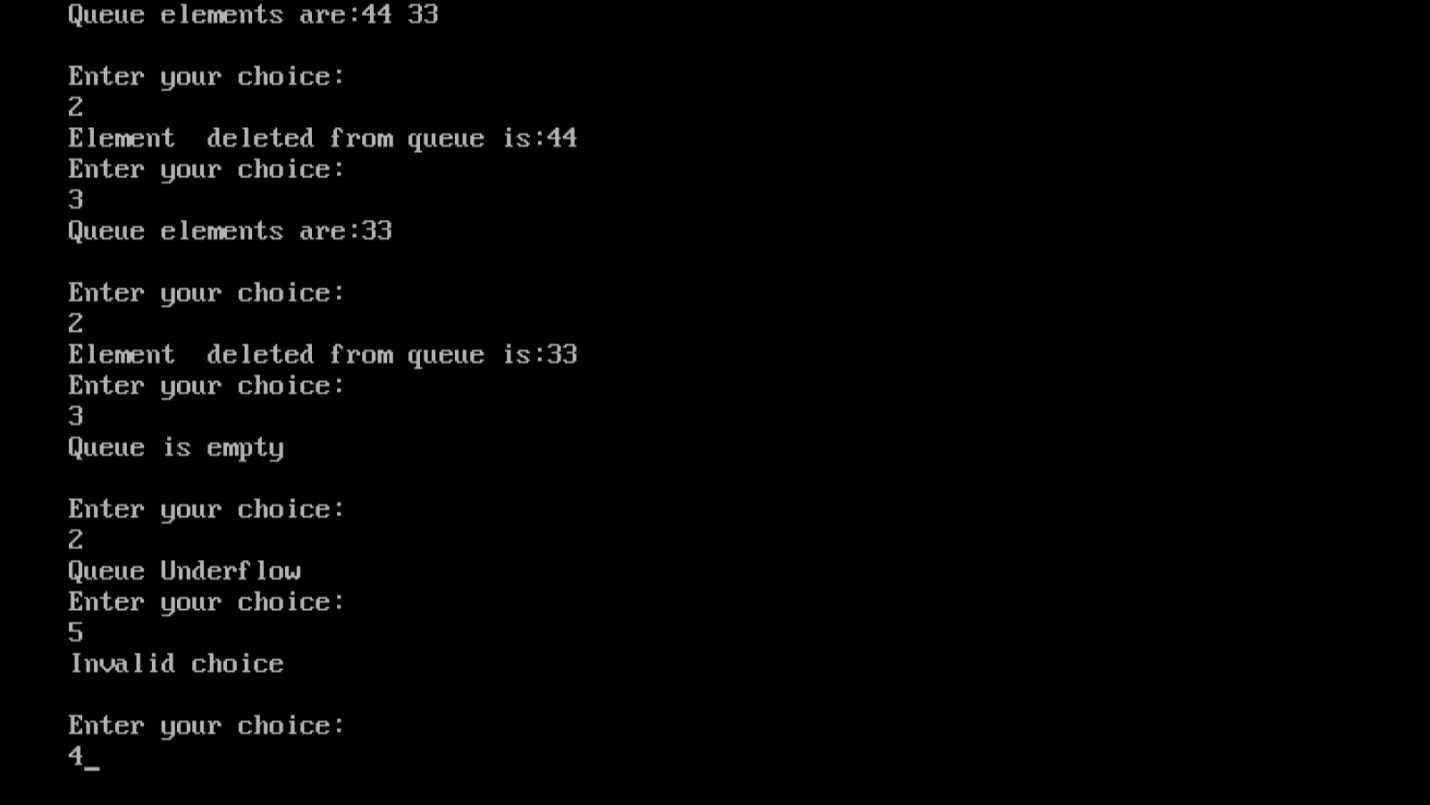 Queue elements are:44 33
Enter your choice:
2
Element  deleted from queue is:44
Enter your choice:
3
Queue elements are:33
Enter your choice:
2
Element  deleted from queue is:33
Enter your choice:
3
Queue is empty
Enter your choice:
2
Queue Underflow
Enter your choice:
5
Invalid choice
Enter your choice:
4_